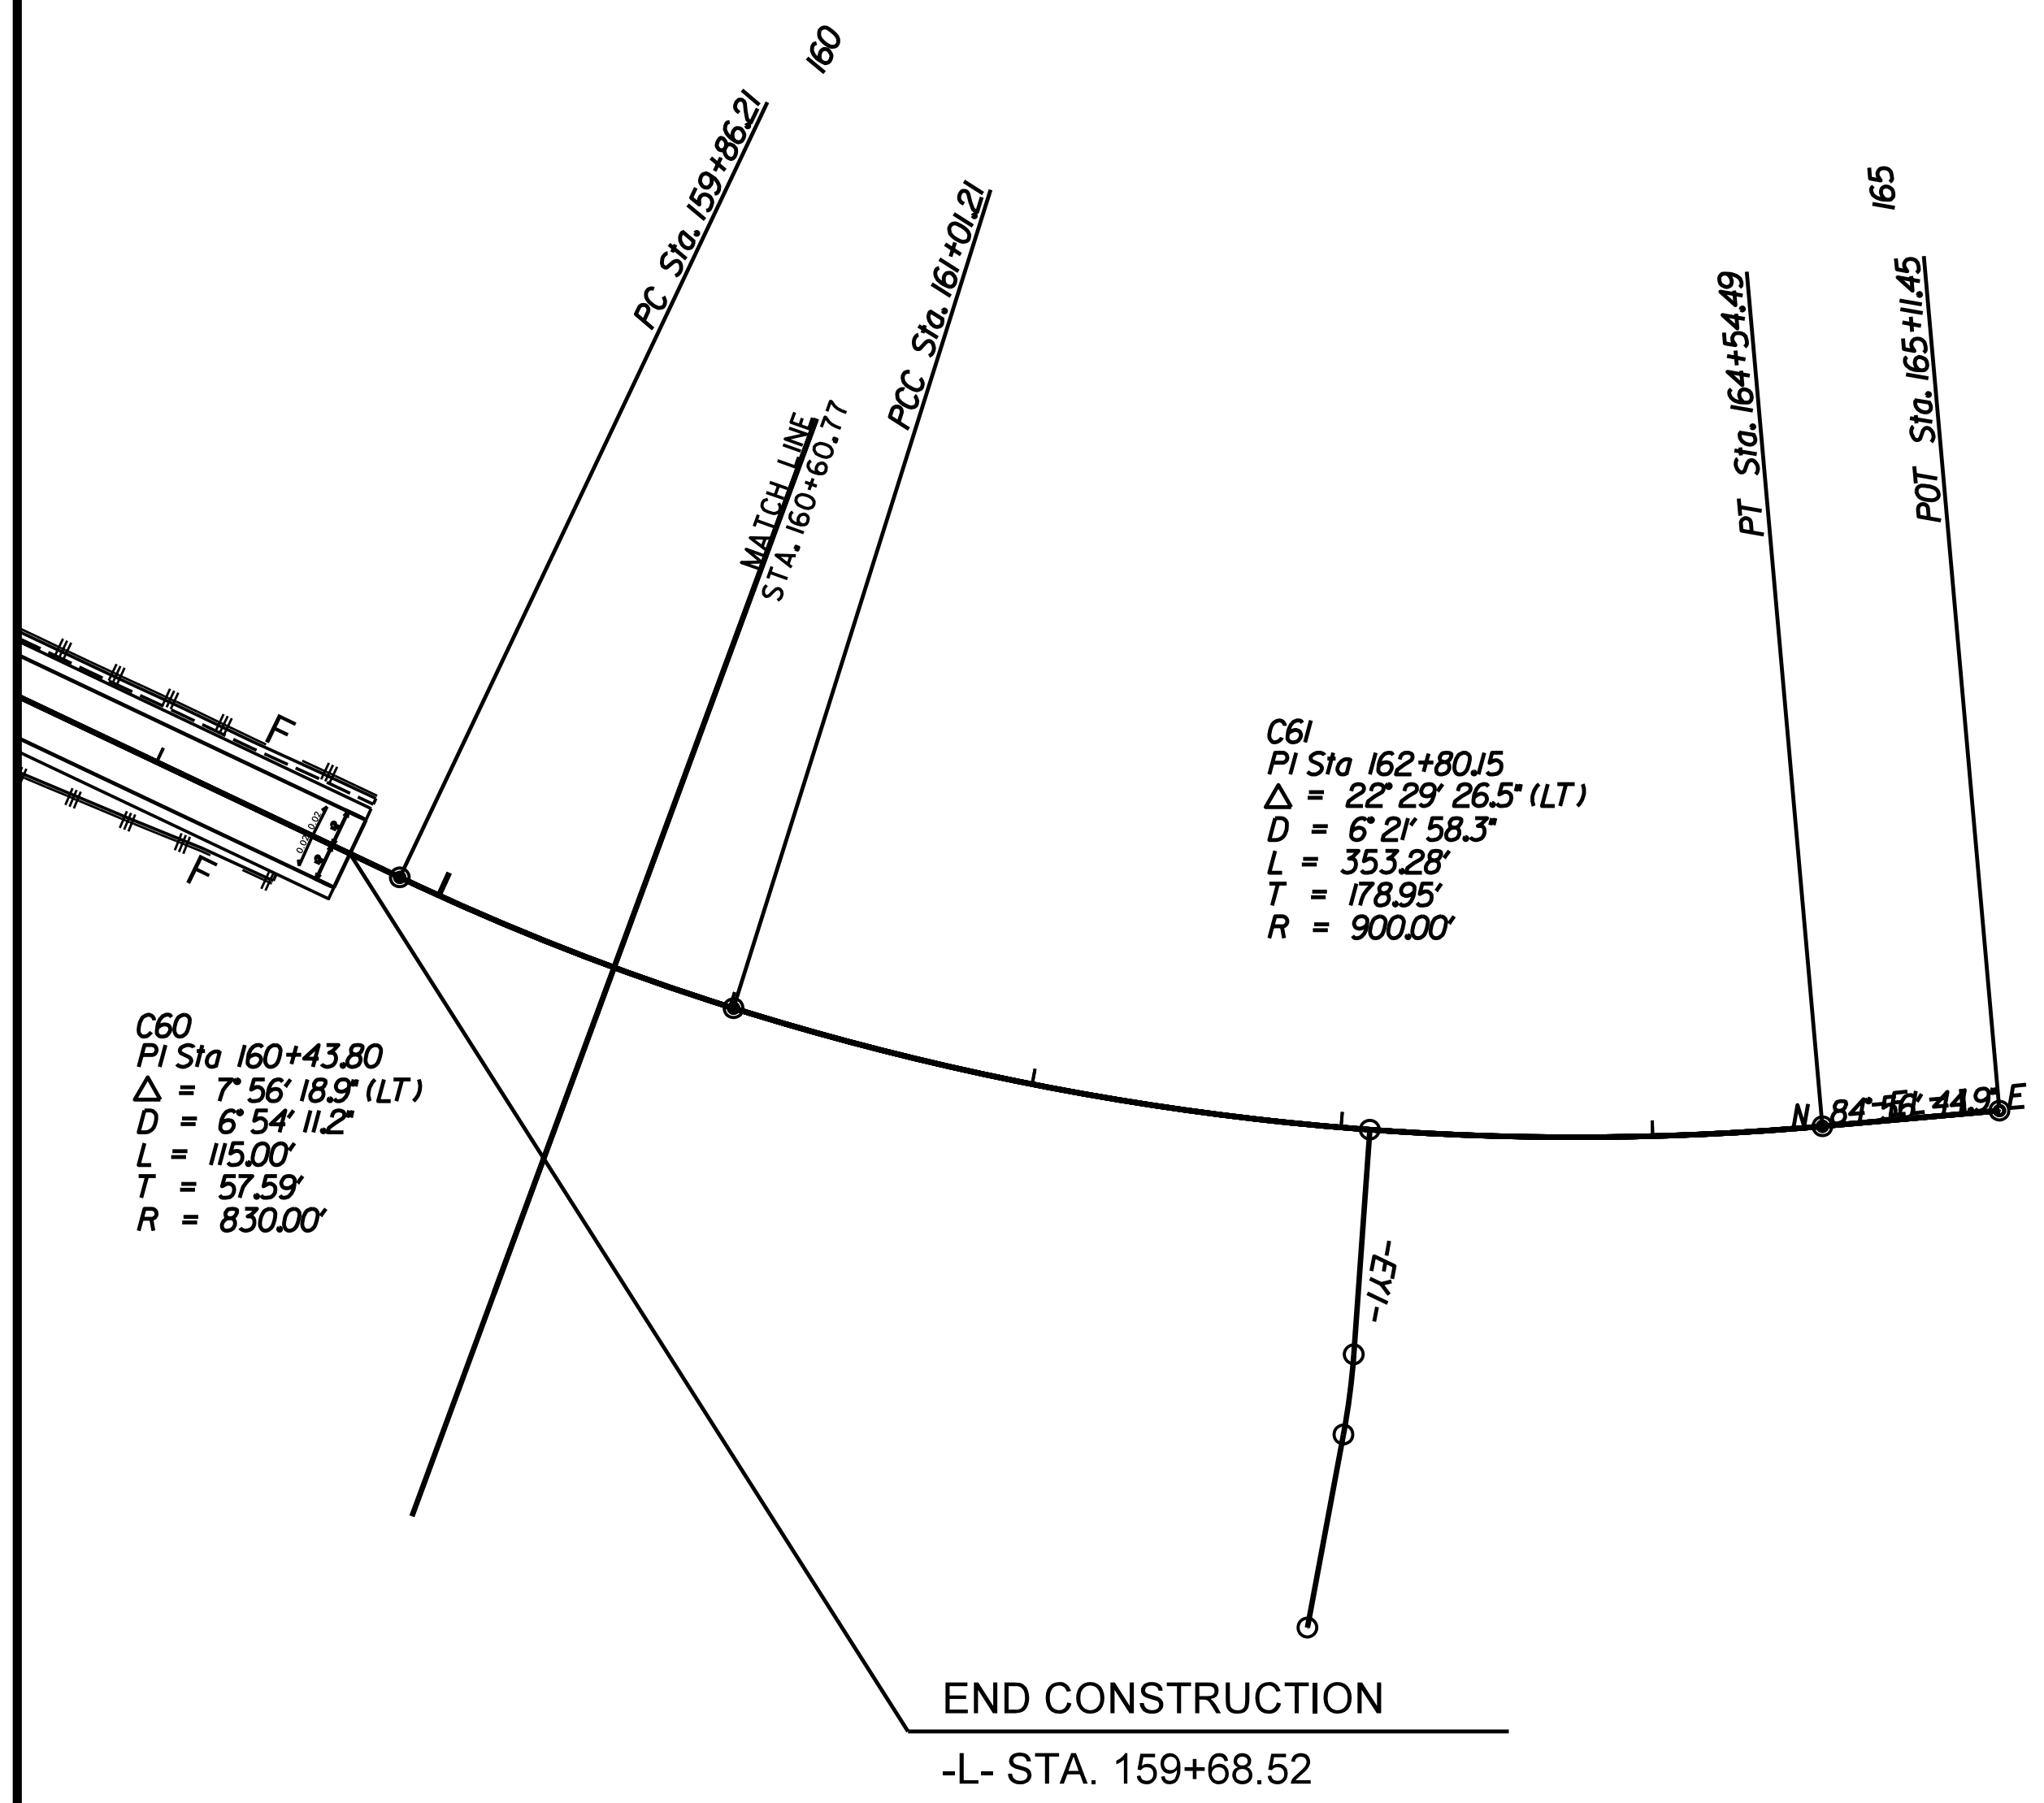 160
PC Sta. 159+86.21
165
PCC Sta. 161+01.21
PT Sta. 164+54.49
POT Sta. 165+11.45
MATCH LINE
STA. 160+60.77
F
F
0.02
0.02
C61
PI Sta 162+80.15
△ = 22° 29' 26.5" (LT)
D = 6° 21' 58.3"
L = 353.28'
T = 178.95'
R = 900.00'
C60
PI Sta 160+43.80
△ = 7° 56' 18.9" (LT)
D = 6° 54' 11.2"
L = 115.00'
T = 57.59'
R = 830.00'
-EY1-
END CONSTRUCTION
-L- STA. 159+68.52